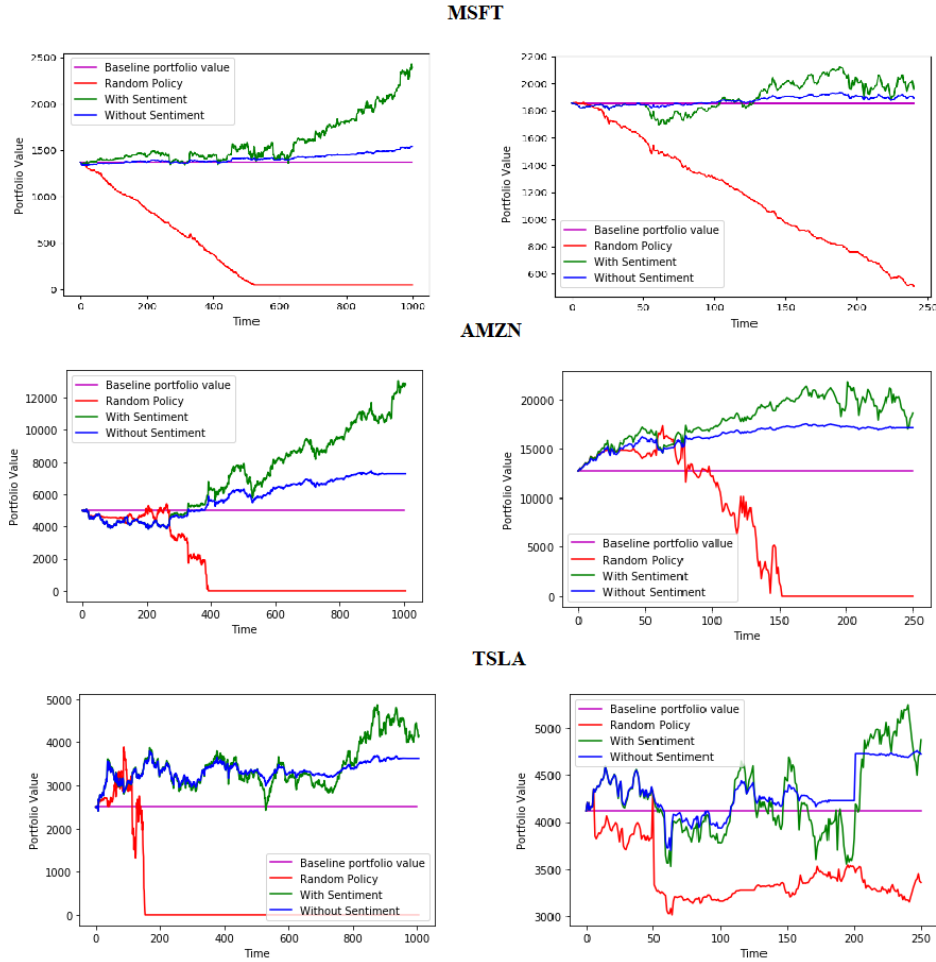 MSFT
2500
2000
1500
1000
500
0
Portfolio Value
Baseline portfolio value
Random Policy
With Sentiment
Without Sentiment
0 200 400 600 800 1000
Time
2200
2000
1800
1600
1400
1200
1000
800
600
Portfolio Value
Baseline portfolio value
Random Policy
With Sentiment
Without Sentiment
0 50 100 150 200 250
Time
AMZN
12000
10000
8000
6000
4000
2000
0
Portfolio Value
Baseline portfolio value
Random Policy
With Sentiment
Without Sentiment
0 200 400 600 800 1000
Time
20000
15000
10000
5000
0
Portfolio Value
Baseline portfolio value
Random Policy
With Sentiment
Without Sentiment
0 50 100 150 200 250
Time
TSLA
5000
4000
3000
2000
1000
0
Portfolio Value
Baseline portfolio value
Random Policy
With Sentiment
Without Sentiment
0 200 400 600 800 1000
Time
5000
4500
4000
3500
3000
Portfolio Value
Baseline portfolio value
Random Policy
With Sentiment
Without Sentiment
0 50 100 150 200 250
Time